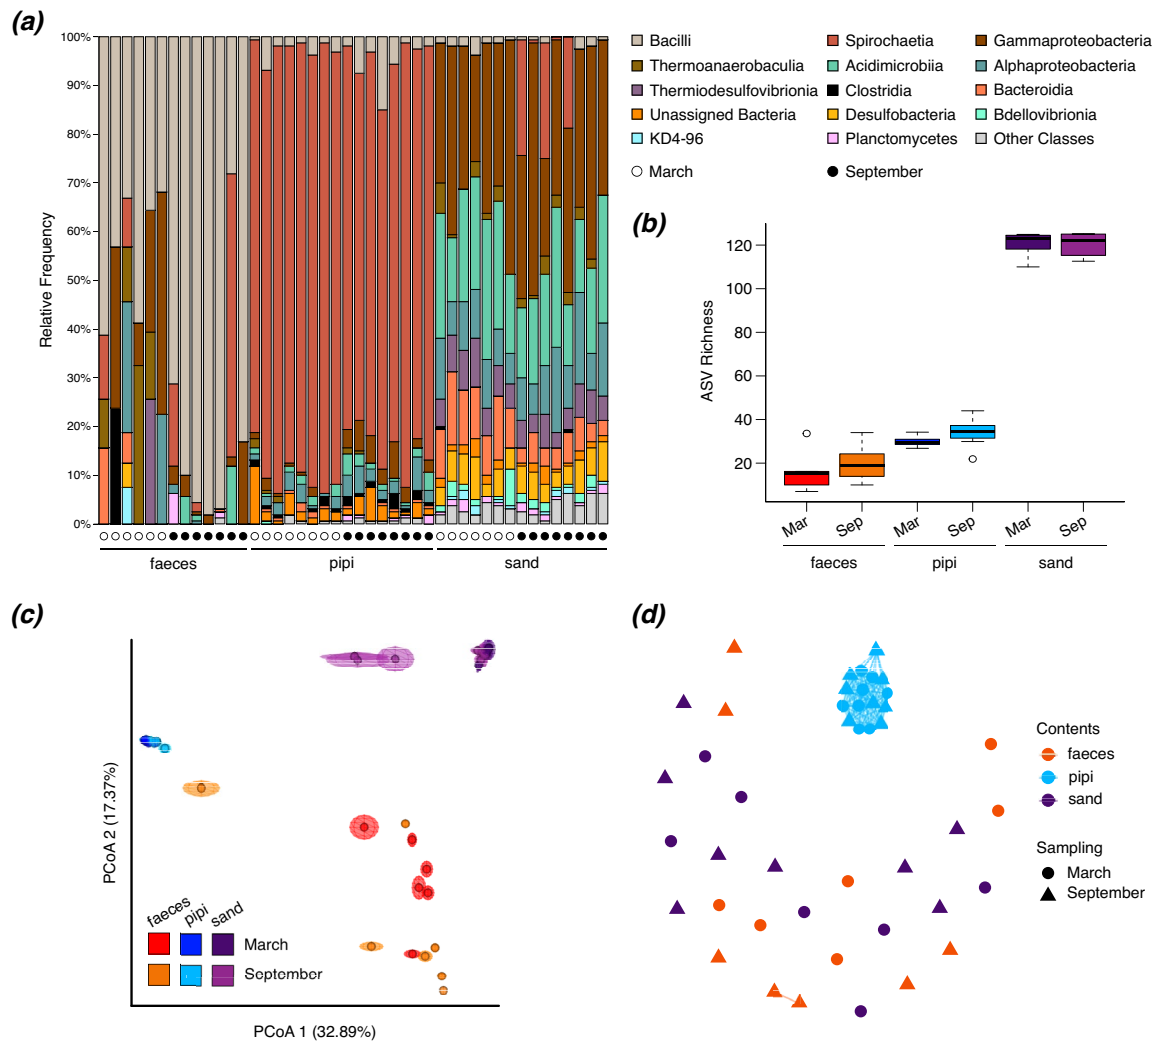 (a)
100%
90%
80%
70%
60%
50%
40%
30%
20%
10%
0%
Relative Frequency
faeces pipi sand
Bacilli Spirochaetia Gammaproteobacteria
Thermoanaerobaculia Acidimicrobiia Alphaproteobacteria
Thermodesulfovibrionia Clostridia Bacteroidia
Unassigned Bacteria Desulfobacteria Bdellovibrionia
KD4-96 Planctomycetes Other Classes
March September
(b)
ASV Richness
120
100
80
60
40
20
Mar Sep Mar Sep Mar Sep
faeces pipi sand
(c)
PCoA 2 (17.37%)
faeces pipi sand
March
September
PCoA 1 (32.89%)
(d)
Contents
faeces
pipi
sand
Sampling
March
September